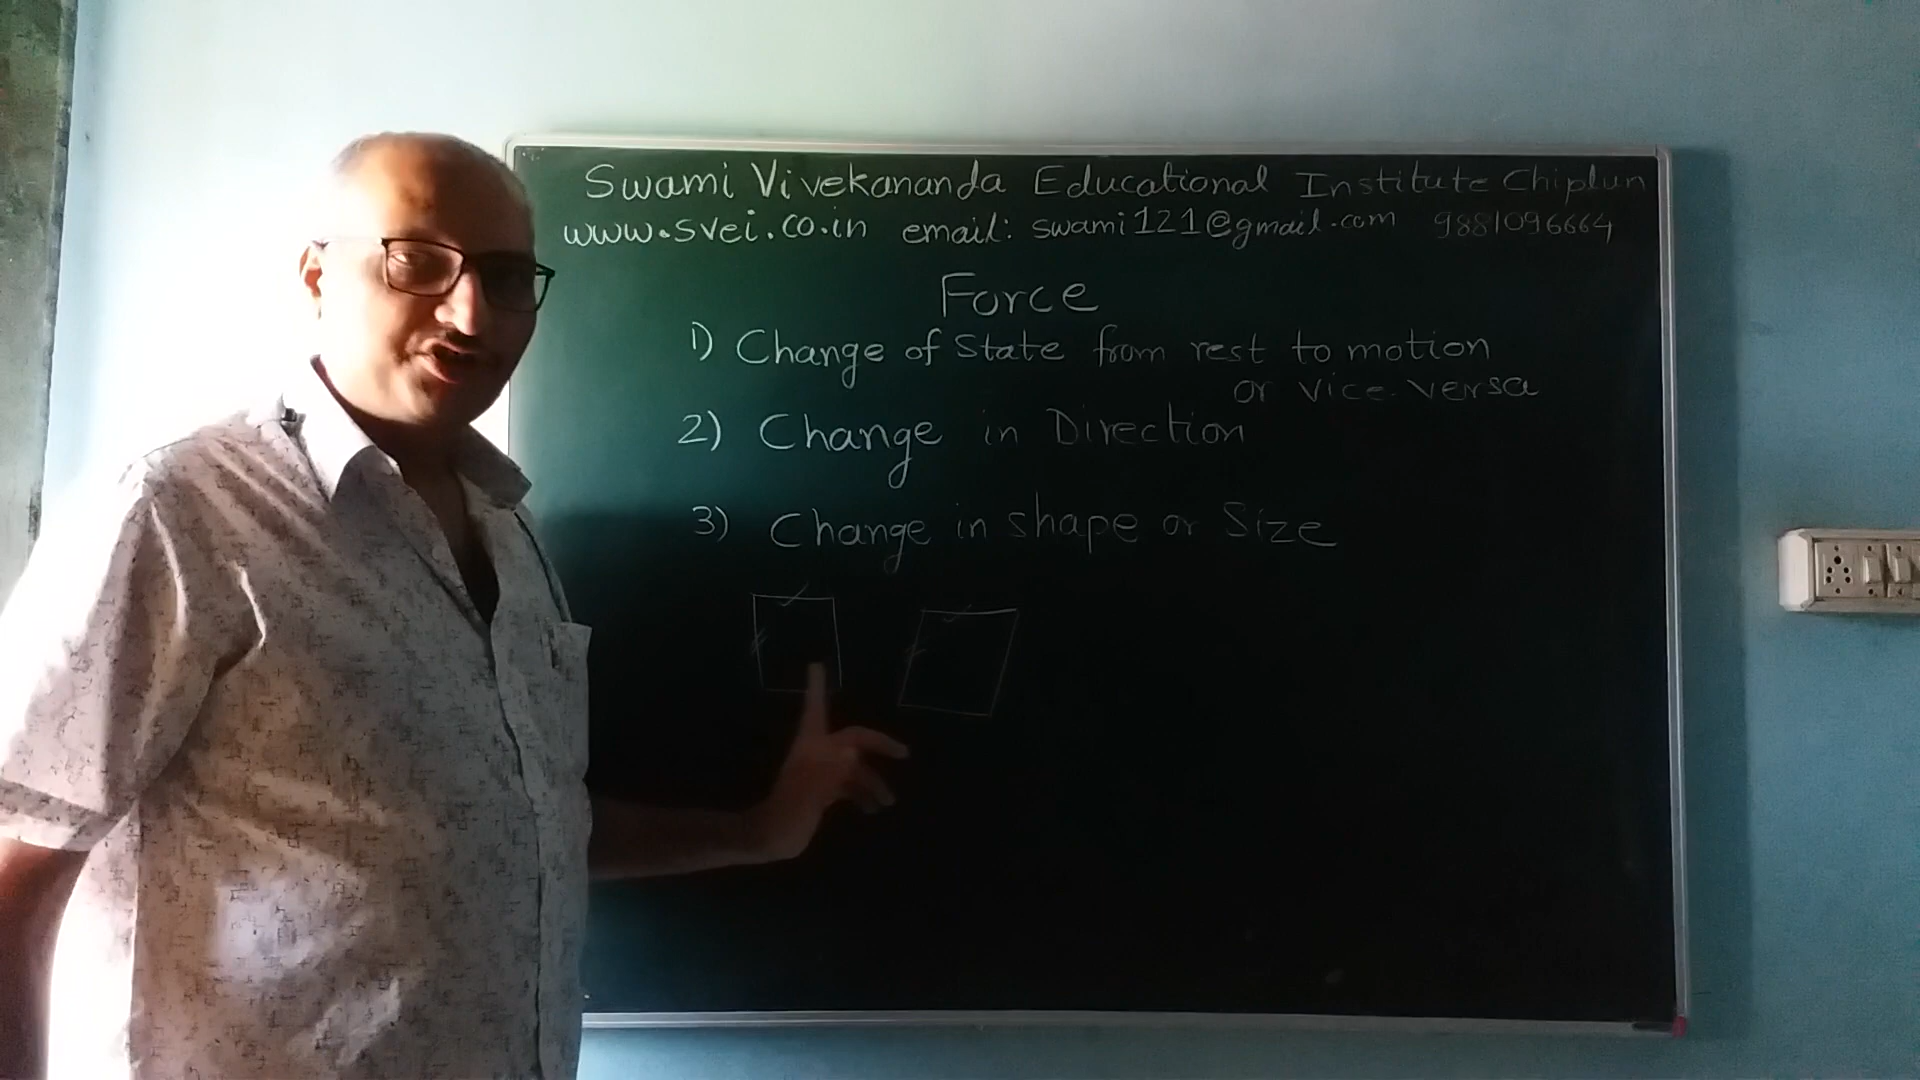 Swami Vivekananda Educational Institute Chiplun
www.svei.co.in email: swami121@gmail.com 9881096664
Force
1) Change of State from rest to motion
or vice-versa
2) Change in Direction
3) Change in shape or Size